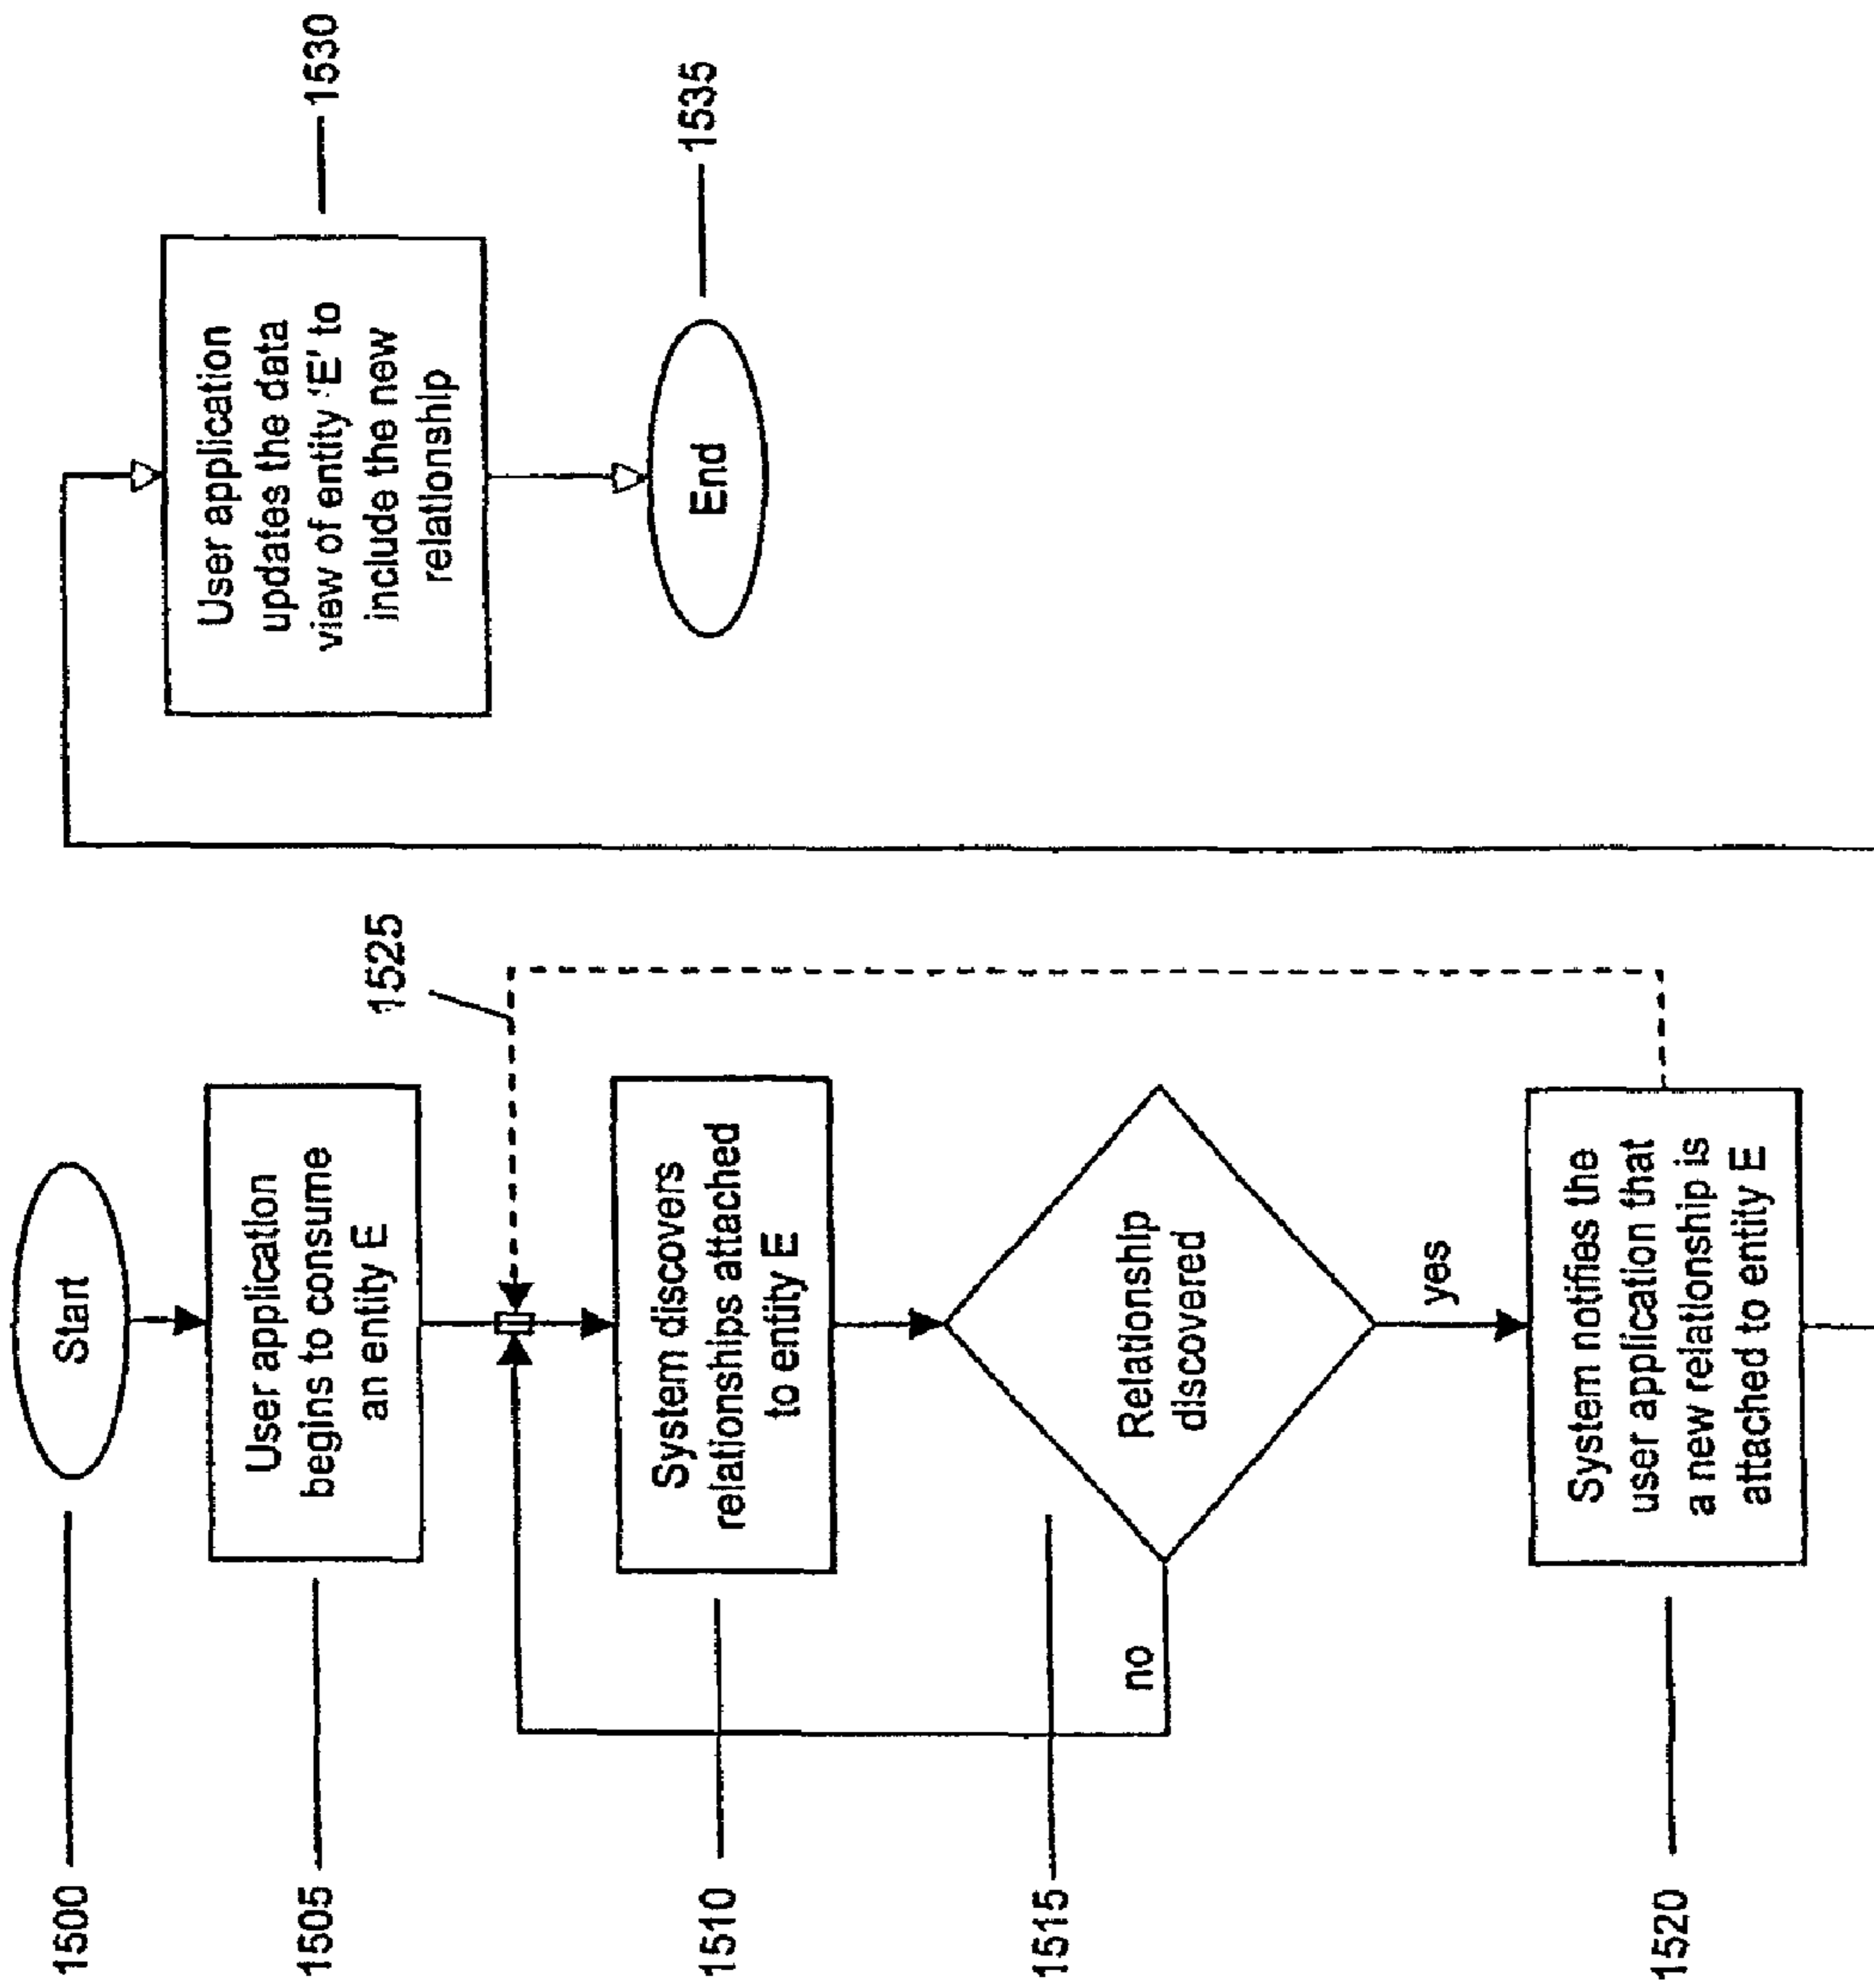 1500
Start
1505
User application
begins to consume
an entity E
1525
1510
System discovers
relationships attached
to entity E
1515
Relationship
discovered
no
yes
1520
System notifies the
user application that
a new relationship is
attached to entity E
1530
User application
updates the data
view of entity 'E' to
include the new
relationship
1535
End